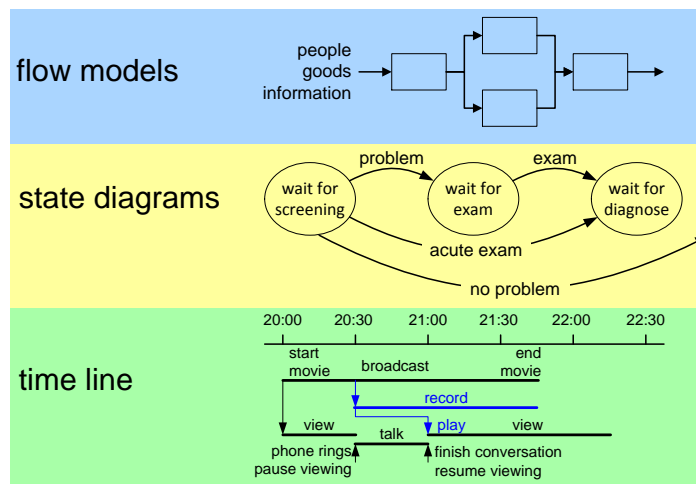 flow models
people
goods
information
state diagrams
problem
exam
wait for
screening
wait for
exam
wait for
diagnose
acute exam
no problem
time line
20:00 20:30 21:00 21:30 22:00 22:30
start
movie
broadcast
end
movie
record
play
view
talk
view
phone rings
pause viewing
finish conversation
resume viewing